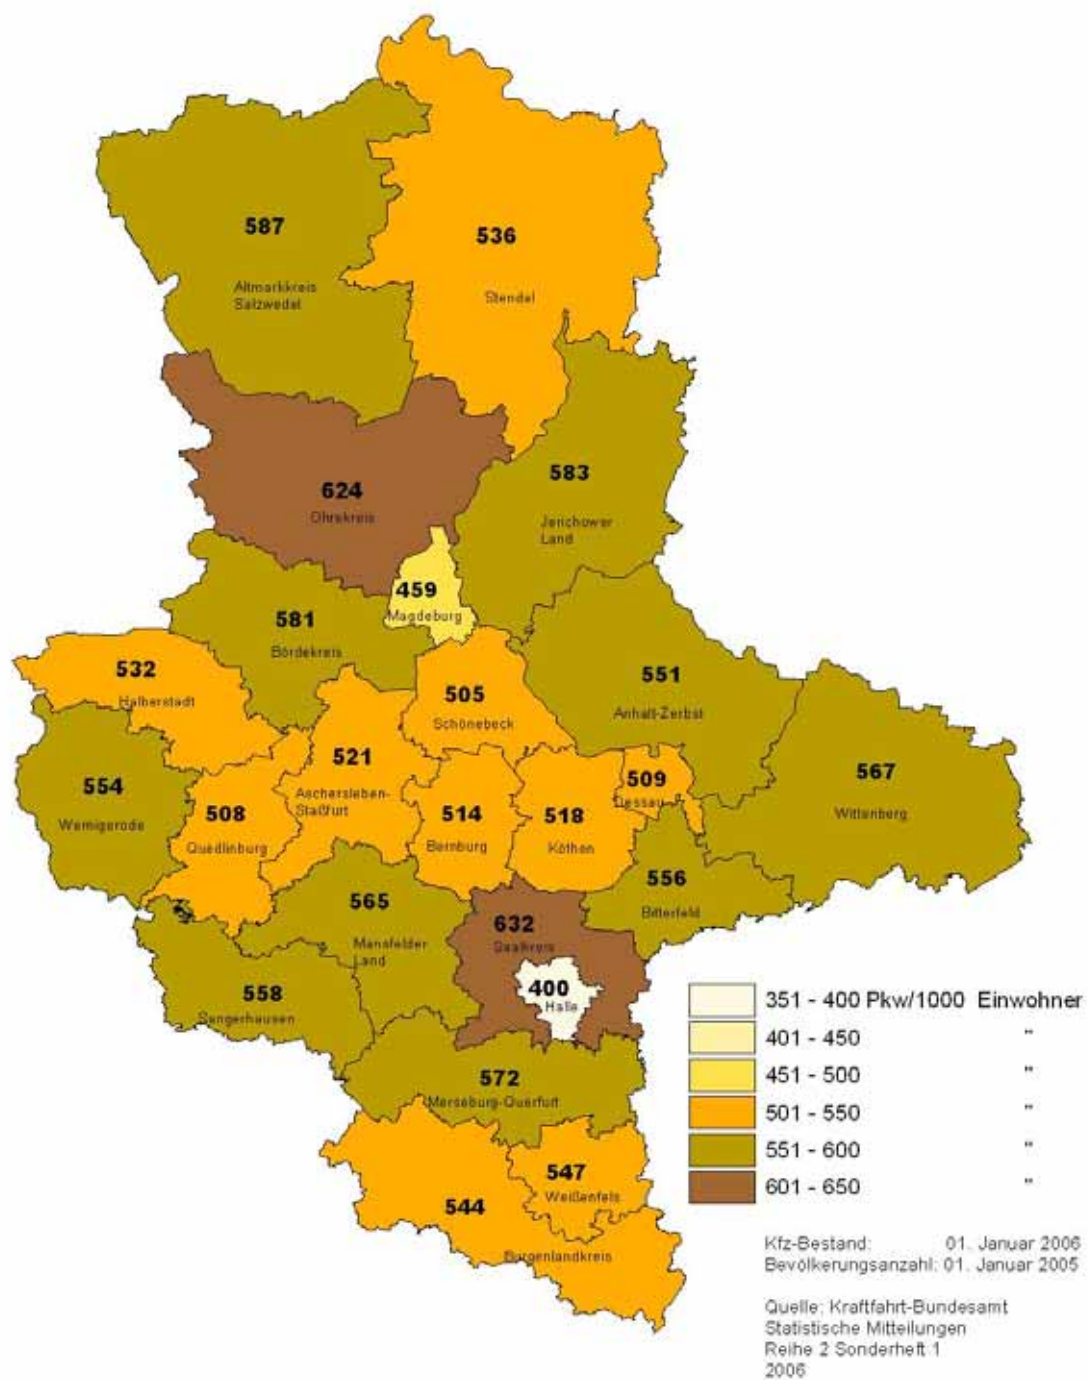 587
Altmarkkreis
Salzwedel
536
Stendal
624
Ohrekreis
583
Jerichower
Land
459
Magdeburg
581
Bördekreis
532
Halberstadt
505
Schönebeck
551
Anhalt-Zerbst
554
Wernigerode
508
Quedlinburg
521
Aschersleben-
Staßfurt
514
Bernburg
518
Köthen
509
Dessau
567
Wittenberg
556
Bitterfeld
565
Mansfelder
Land
632
Saalkreis
400
Halle
558
Sangerhausen
572
Merseburg-Querfurt
547
Weißenfels
544
Burgenlandkreis
351 - 400 Pkw/1000 Einwohner
401 - 450 "
451 - 500 "
501 - 550 "
551 - 600 "
601 - 650 "
Kfz-Bestand: 01. Januar 2006
Bevölkerungsanzahl: 01. Januar 2005
Quelle: Kraftfahrt-Bundesamt
Statistische Mitteilungen
Reihe 2 Sonderheft 1
2006